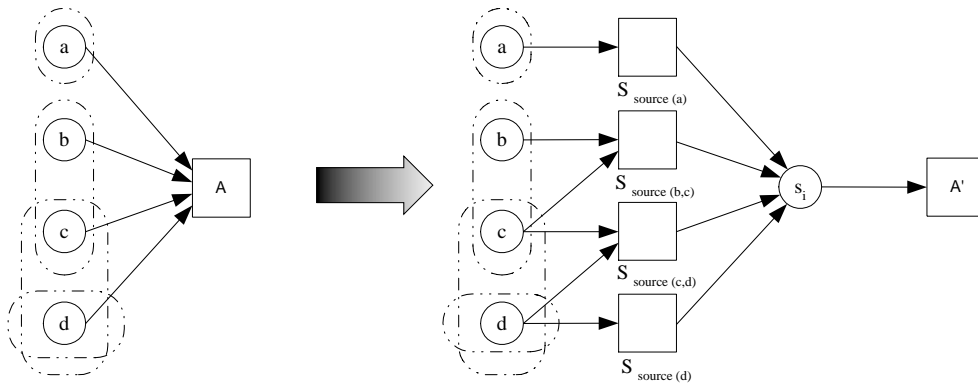 a
b
c
d
A
a
b
c
d
S source (a)
S source (b,c)
S source (c,d)
S source (d)
s i
A'